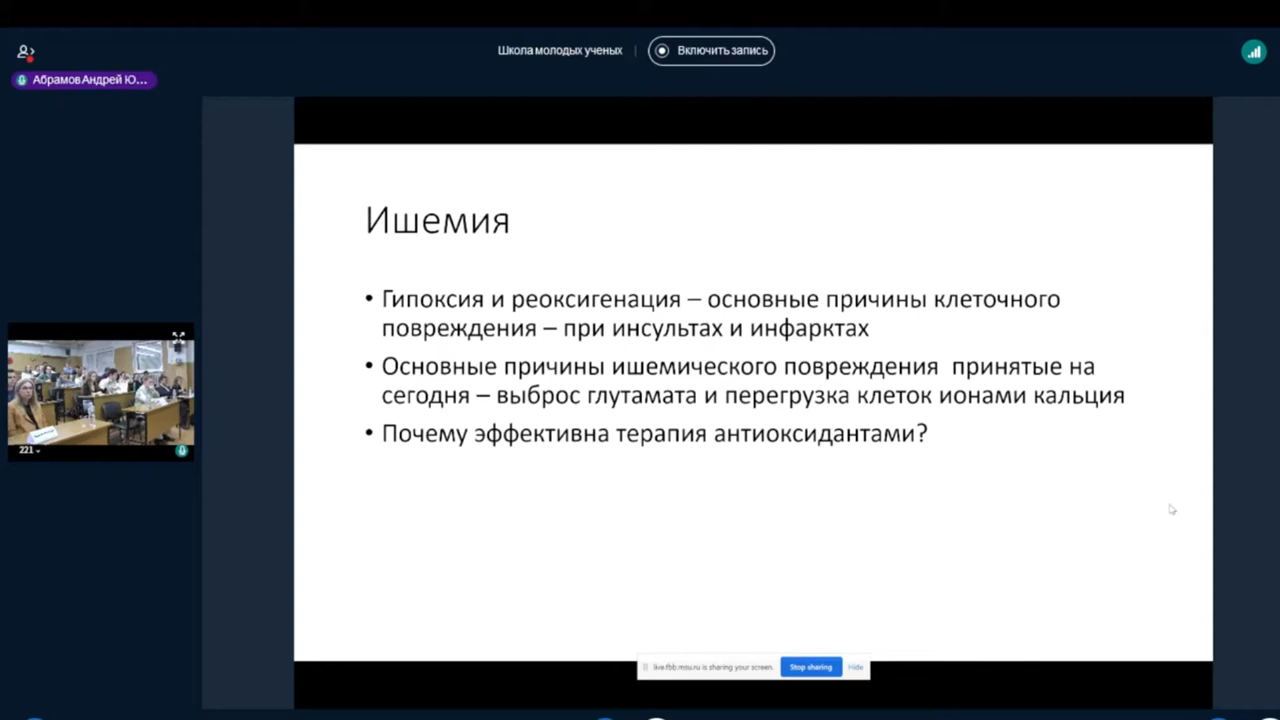 Школа молодых ученых
Включить запись
Абрамов Андрей Ю...
Ишемия
• Гипоксия и реоксигенация – основные причины клеточного
повреждения – при инсультах и инфарктах
• Основные причины ишемического повреждения принятые на
сегодня – выброс глутамата и перегрузка клеток ионами кальция
• Почему эффективна терапия антиоксидантами?
221
live.fbb.msu.ru is sharing your screen.
Stop sharing
Hide